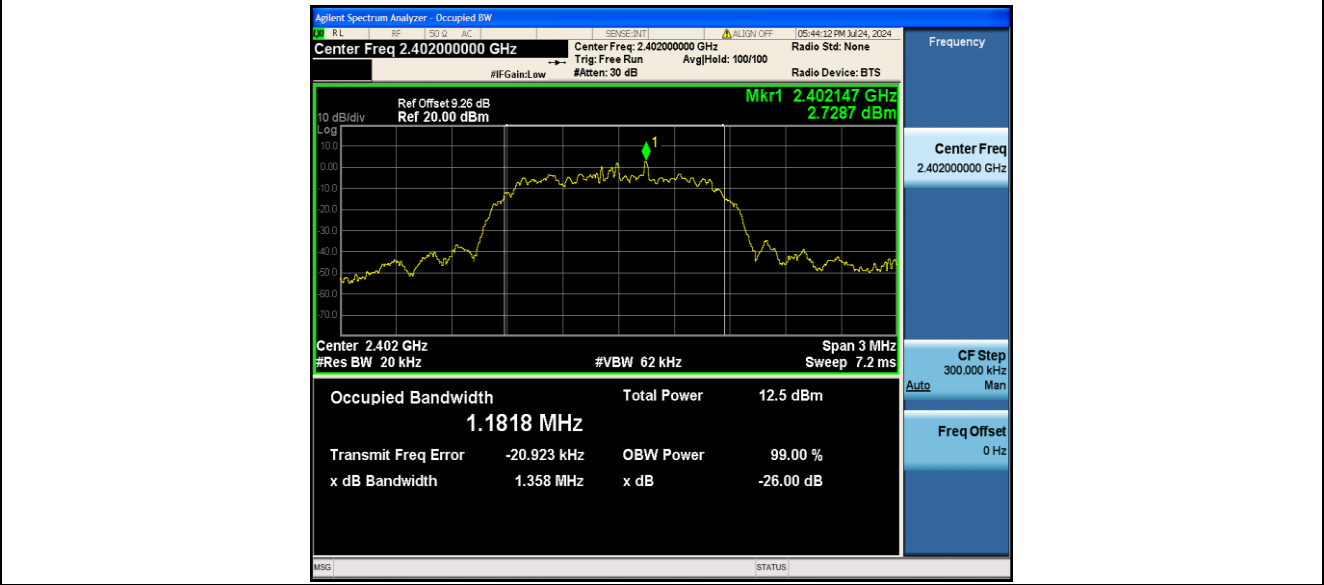 Agilent Spectrum Analyzer - Occupied BW
LXI RL RF 50 Ω AC SENSE:INT ALIGN OFF 05:44:12 PM Jul 24, 2024
Center Freq 2.402000000 GHz
Center Freq: 2.402000000 GHz
Radio Std: None
Trig: Free Run Avg|Hold: 100/100
#IFGain:Low
#Atten: 30 dB
Radio Device: BTS
Mkr1 2.402147 GHz
2.7287 dBm
Ref Offset 9.26 dB
10 dB/div Ref 20.00 dBm
Log
10.0
0.00
-10.0
-20.0
-30.0
-40.0
-50.0
-60.0
-70.0
1
Center 2.402 GHz Span 3 MHz
#Res BW 20 kHz #VBW 62 kHz Sweep 7.2 ms
Occupied Bandwidth Total Power 12.5 dBm
1.1818 MHz
Transmit Freq Error -20.923 kHz OBW Power 99.00 %
x dB Bandwidth 1.358 MHz x dB -26.00 dB
MSG STATUS
Frequency
Center Freq
2.402000000 GHz
CF Step
300.000 kHz
Auto Man
Freq Offset
0 Hz